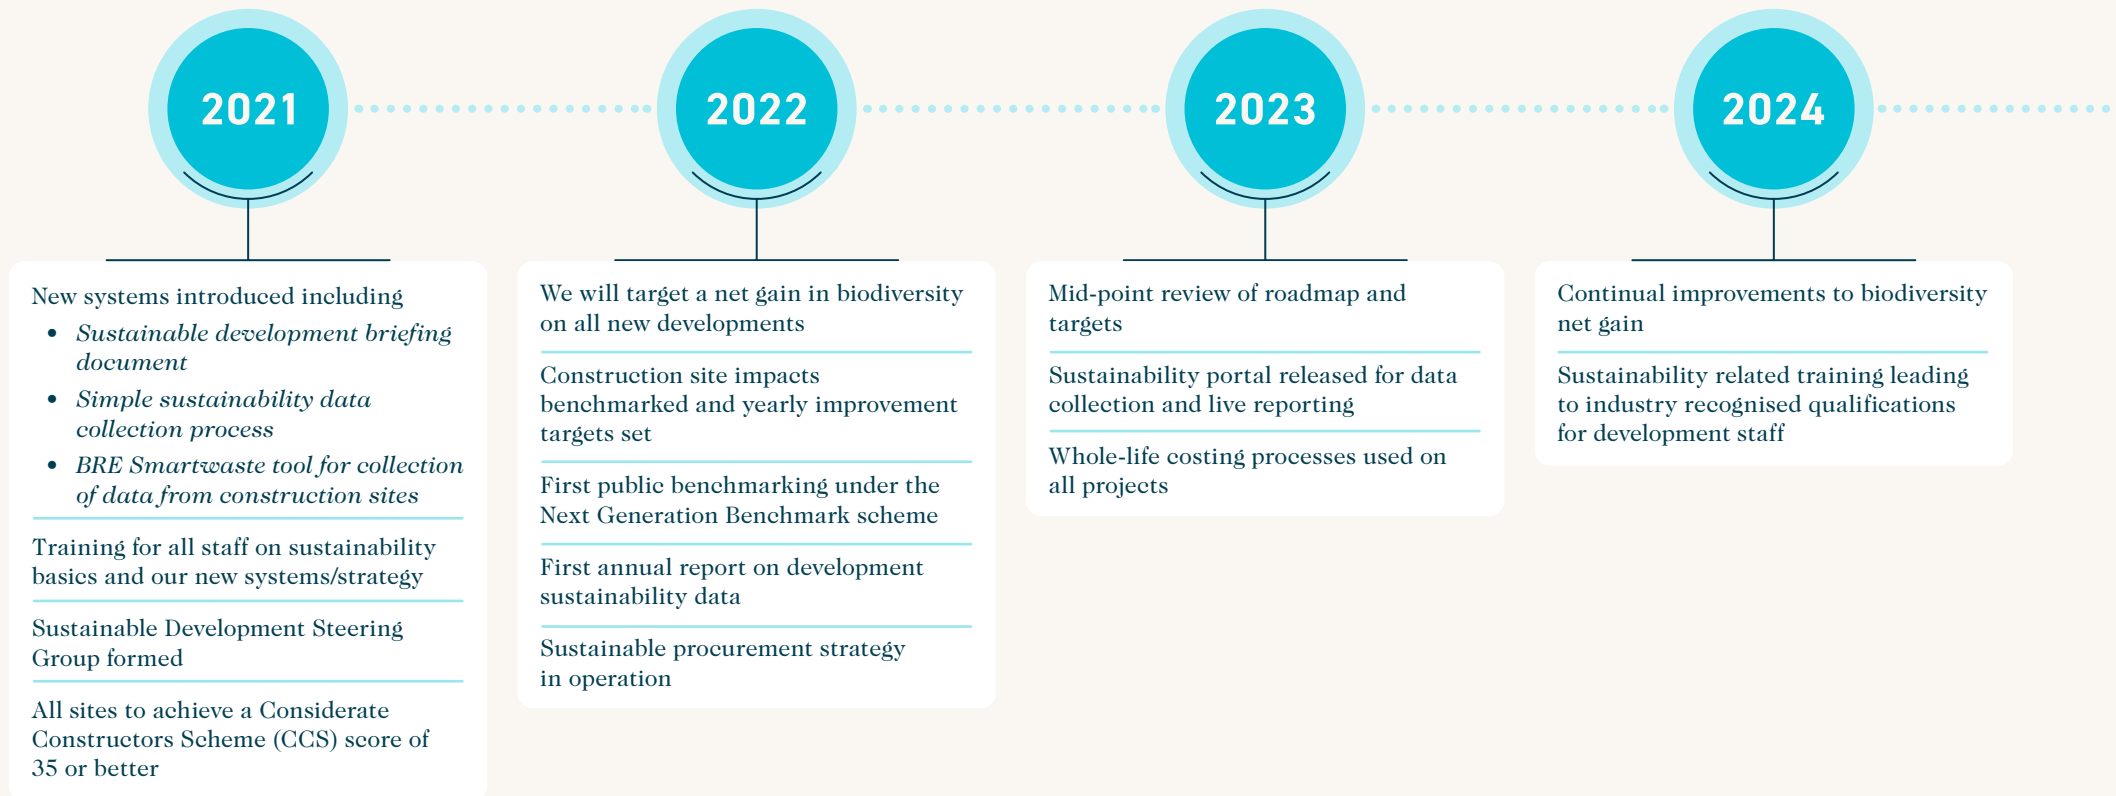 2021
New systems introduced including
• Sustainable development briefing
document
• Simple sustainability data
collection process
• BRE Smartwaste tool for collection
of data from construction sites
Training for all staff on sustainability
basics and our new systems/strategy
Sustainable Development Steering
Group formed
All sites to achieve a Considerate
Constructors Scheme (CCS) score of
35 or better
2022
We will target a net gain in biodiversity
on all new developments
Construction site impacts
benchmarked and yearly improvement
targets set
First public benchmarking under the
Next Generation Benchmark scheme
First annual report on development
sustainability data
Sustainable procurement strategy
in operation
2023
Mid-point review of roadmap and
targets
Sustainability portal released for data
collection and live reporting
Whole-life costing processes used on
all projects
2024
Continual improvements to biodiversity
net gain
Sustainability related training leading
to industry recognised qualifications
for development staff